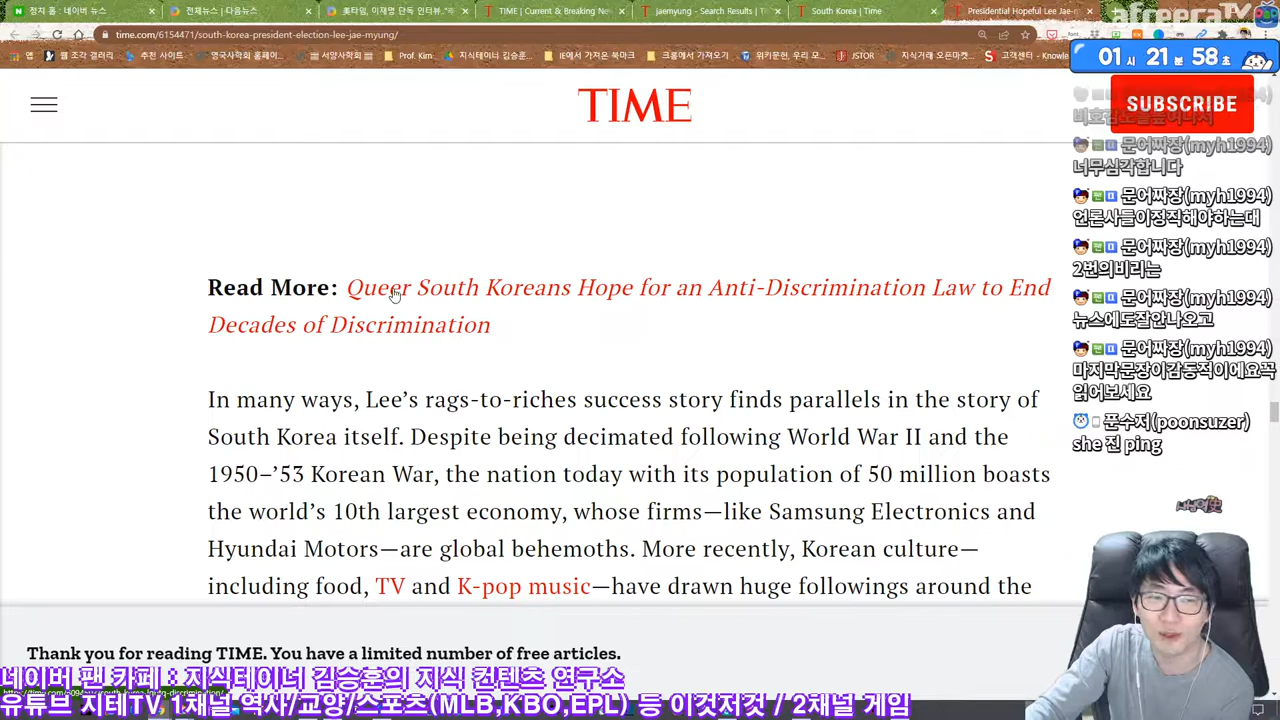 정지 홈 : 네이버 뉴스
전체뉴스 | 다음뉴스
美타임, 이재명 단독 인터뷰.."
TIME | Current & Breaking Ne
jaemyung - Search results | TIM
South Korea | Time
Presidential Hopeful Lee Jae-m
afreecaTV
time.com/6154471/south-korea-president-election-lee-jae-myung/
앱
웹 조각 갤러리
추천 사이트
영국사학회 홈페이...
서양사학회
Prof. Kim
지식테이너 김승훈...
IE에서 가져온 북마크
크롬에서 가져오기
위키문헌, 우리 모...
JSTOR
지식거래 오픈마켓...
고객센터 - Knowle
01시 21분 58초
TIME
SUBSCRIBE
문어짜장(myh1994)
너무심각합니다
문어짜장(myh1994)
언론사들이정직해야하는대
문어짜장(myh1994)
2번의비리는
문어짜장(myh1994)
뉴스에도잘안나오고
문어짜장(myh1994)
마지막문장이감동적이에요꼭
읽어보세요
푼수지(poonsuzer)
she 진 ping
Read More: Queer South Koreans Hope for an Anti-Discrimination Law to End
Decades of Discrimination
In many ways, Lee’s rags-to-riches success story finds parallels in the story of
South Korea itself. Despite being decimated following World War II and the
1950–’53 Korean War, the nation today with its population of 50 million boasts
the world’s 10th largest economy, whose firms—like Samsung Electronics and
Hyundai Motors—are global behemoths. More recently, Korean culture—
including food, TV and K-pop music—have drawn huge followings around the
Thank you for reading TIME. You have a limited number of free articles.
네이버 팬 카페 : 지식테이너 김승훈의 지식 컨텐츠 연구소
유튜브 지테TV 1채널 역사/교양/스포츠(MLB,KBO,EPL) 등 이것저것 / 2채널 게임